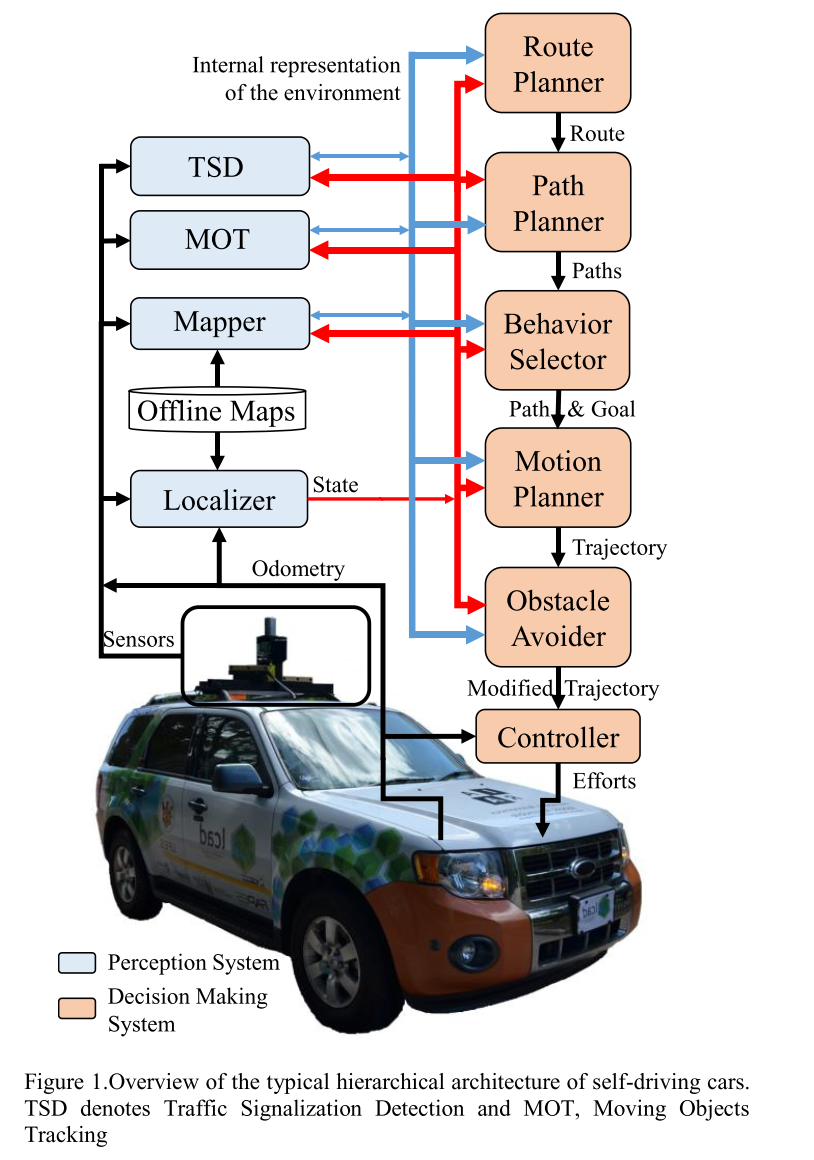 Internal representation
of the environment
Route
Planner
Route
TSD
Path
Planner
MOT
Paths
Mapper
Behavior
Selector
Offline Maps
Path & Goal
Motion
Planner
State
Localizer
Trajectory
Odometry
Obstacle
Avoider
Sensors
Modified Trajectory
Controller
Efforts
lcad
lcad
Perception System
Decision Making
System
Figure 1.Overview of the typical hierarchical architecture of self-driving cars.
TSD denotes Traffic Signalization Detection and MOT, Moving Objects
Tracking